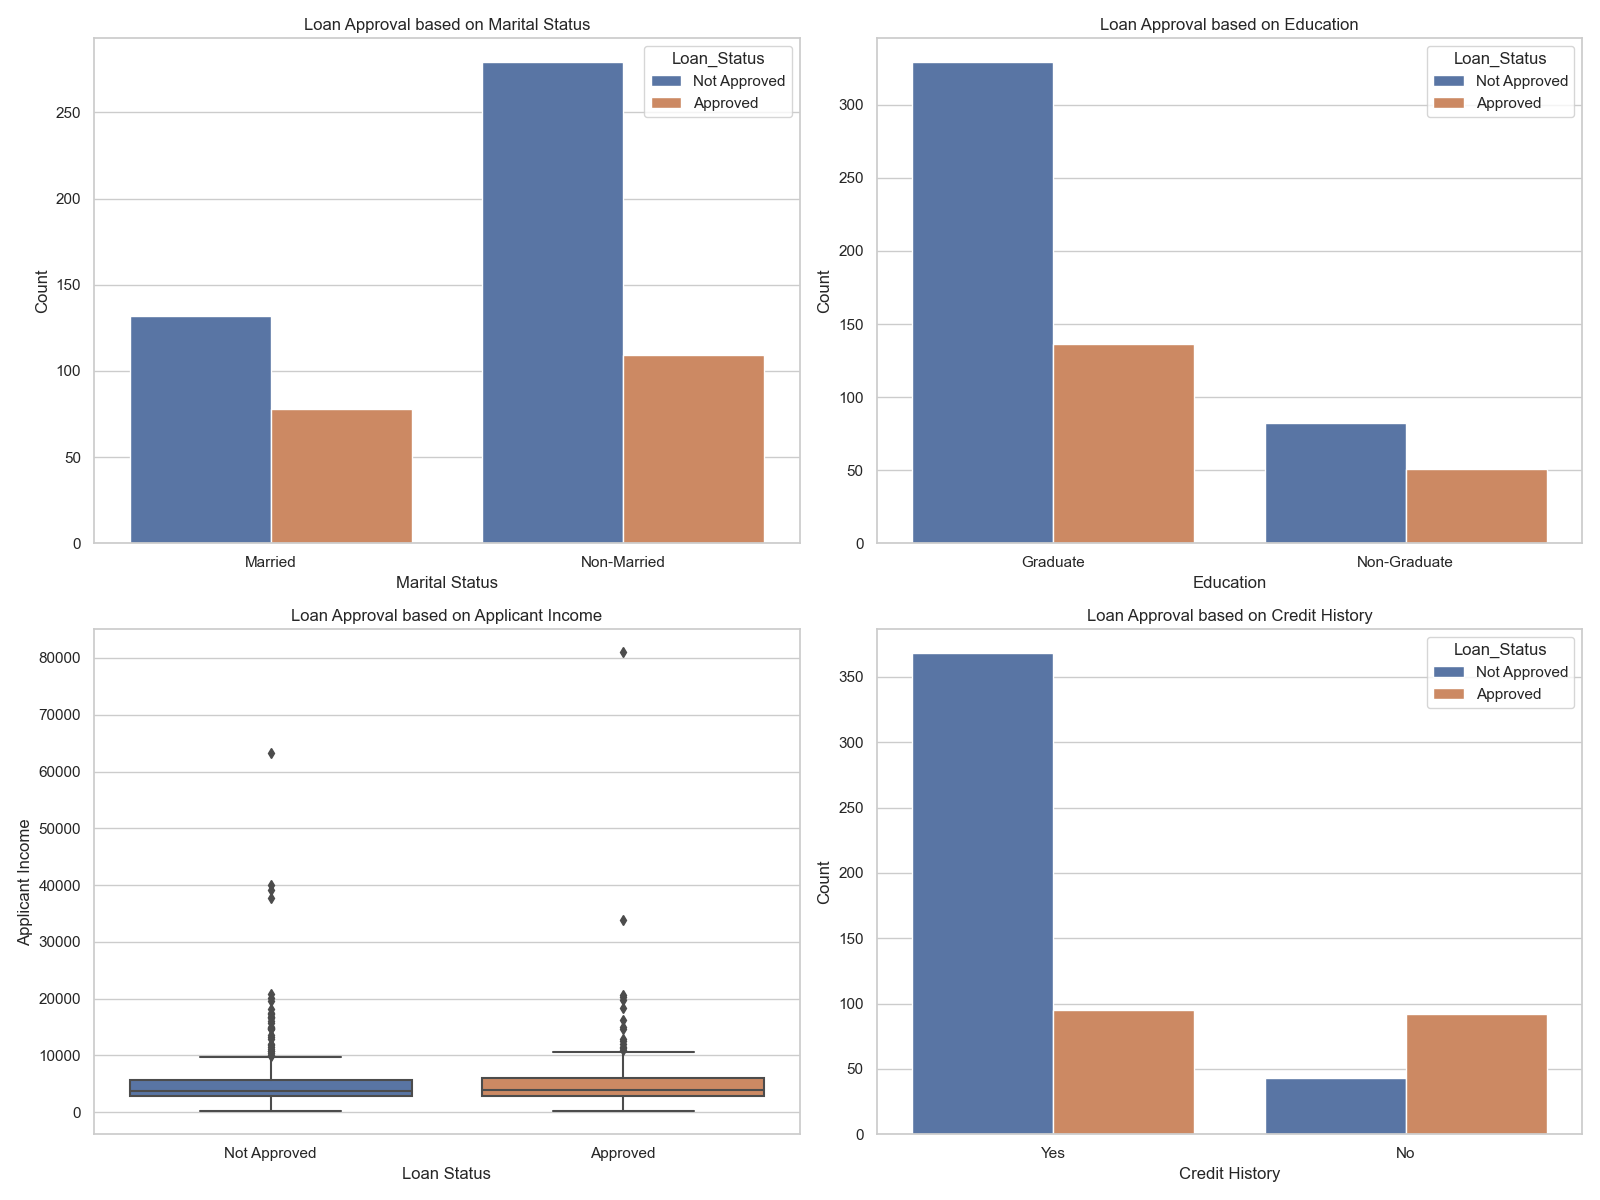 Loan Approval based on Marital Status
Loan_Status
Not Approved
Approved
Count
250
200
150
100
50
0
Married
Non-Married
Marital Status
Loan Approval based on Education
Loan_Status
Not Approved
Approved
Count
300
250
200
150
100
50
0
Graduate
Non-Graduate
Education
Loan Approval based on Applicant Income
Applicant Income
80000
70000
60000
50000
40000
30000
20000
10000
0
Not Approved
Approved
Loan Status
Loan Approval based on Credit History
Loan_Status
Not Approved
Approved
Count
350
300
250
200
150
100
50
0
Yes
No
Credit History